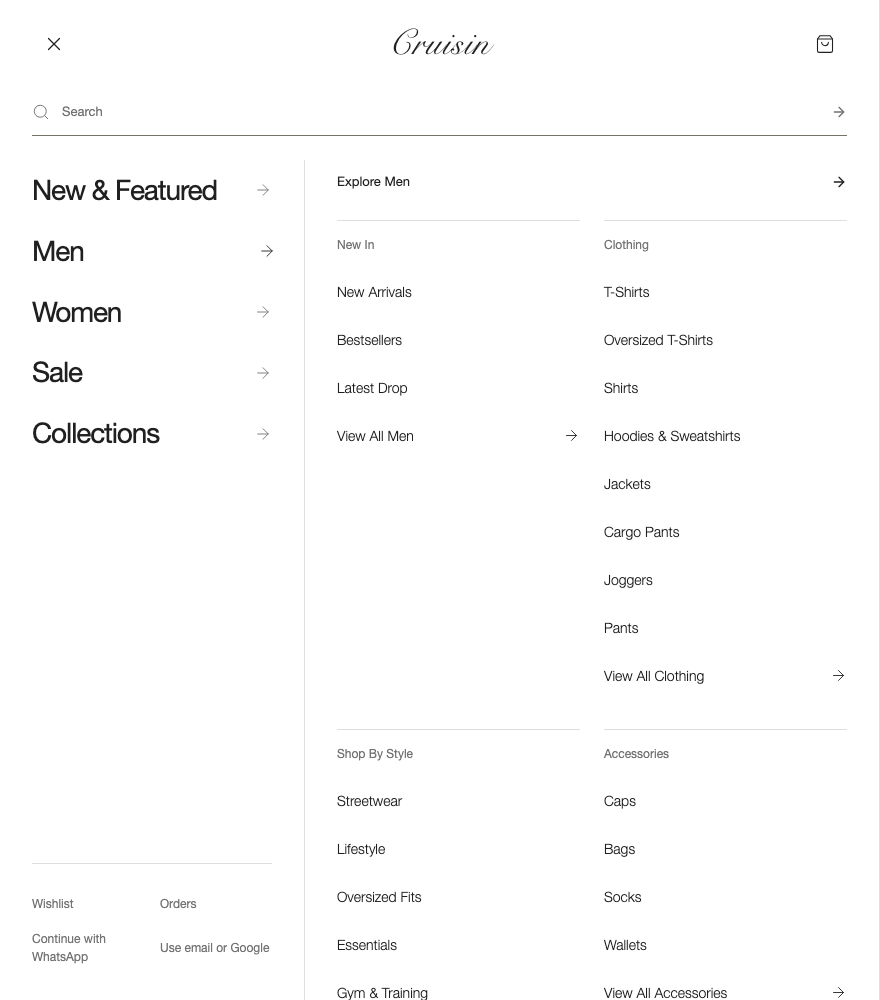 Cruisin
Search
New & Featured
Men
Women
Sale
Collections
Wishlist
Orders
Continue with
WhatsApp
Use email or Google
Explore Men
New In
New Arrivals
Bestsellers
Latest Drop
View All Men
Clothing
T-Shirts
Oversized T-Shirts
Shirts
Hoodies & Sweatshirts
Jackets
Cargo Pants
Joggers
Pants
View All Clothing
Shop By Style
Streetwear
Lifestyle
Oversized Fits
Essentials
Gym & Training
Accessories
Caps
Bags
Socks
Wallets
View All Accessories